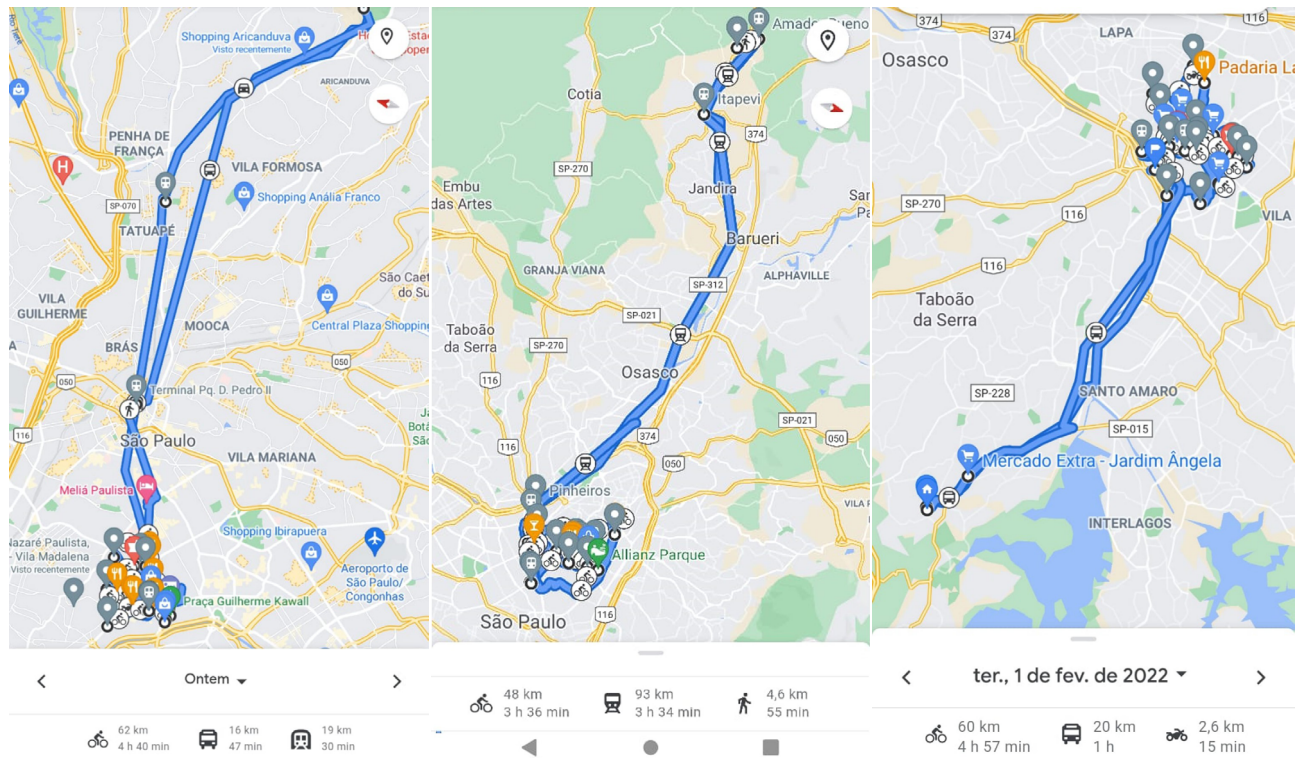 Shopping Aricanduva
Visto recentemente
ARICANDUVA
PENHA DE
FRANÇA
VILA FORMOSA
Shopping Anália Franco
SP-070
TATUAPÉ
VILA
GUILHERME
São Cae
do Su
MOOCA
Central Plaza Shopping
BRÁS
050
050
Terminal Pq. D. Pedro II
116
São Paulo
VILA MARIANA
Meliá Paulista
Shopping Ibirapuera
Nazaré Paulista,
- Vila Madalena
Visto recentemente
Aeroporto de
São Paulo/
Congonhas
Praça Guilherme Kawall
Ontem
62 km
4 h 40 min
16 km
47 min
19 km
30 min
Amador Bueno
Cotia
Itapevi
374
SP-270
Jandira
Embu
das Artes
Barueri
GRANJA VIANA
ALPHAVILLE
SP-312
SP-021
Taboão
da Serra
SP-270
Osasco
116
SP-021
374
050
116
050
Pinheiros
Allianz Parque
116
São Paulo
48 km
3 h 36 min
93 km
3 h 34 min
4,6 km
55 min
374
374
116
LAPA
Osasco
Padaria La
SP-270
116
VILA
116
Taboão
da Serra
SP-228
SANTO AMARO
SP-015
Mercado Extra - Jardim Ângela
INTERLAGOS
ter., 1 de fev. de 2022
60 km
4 h 57 min
20 km
1 h
2,6 km
15 min